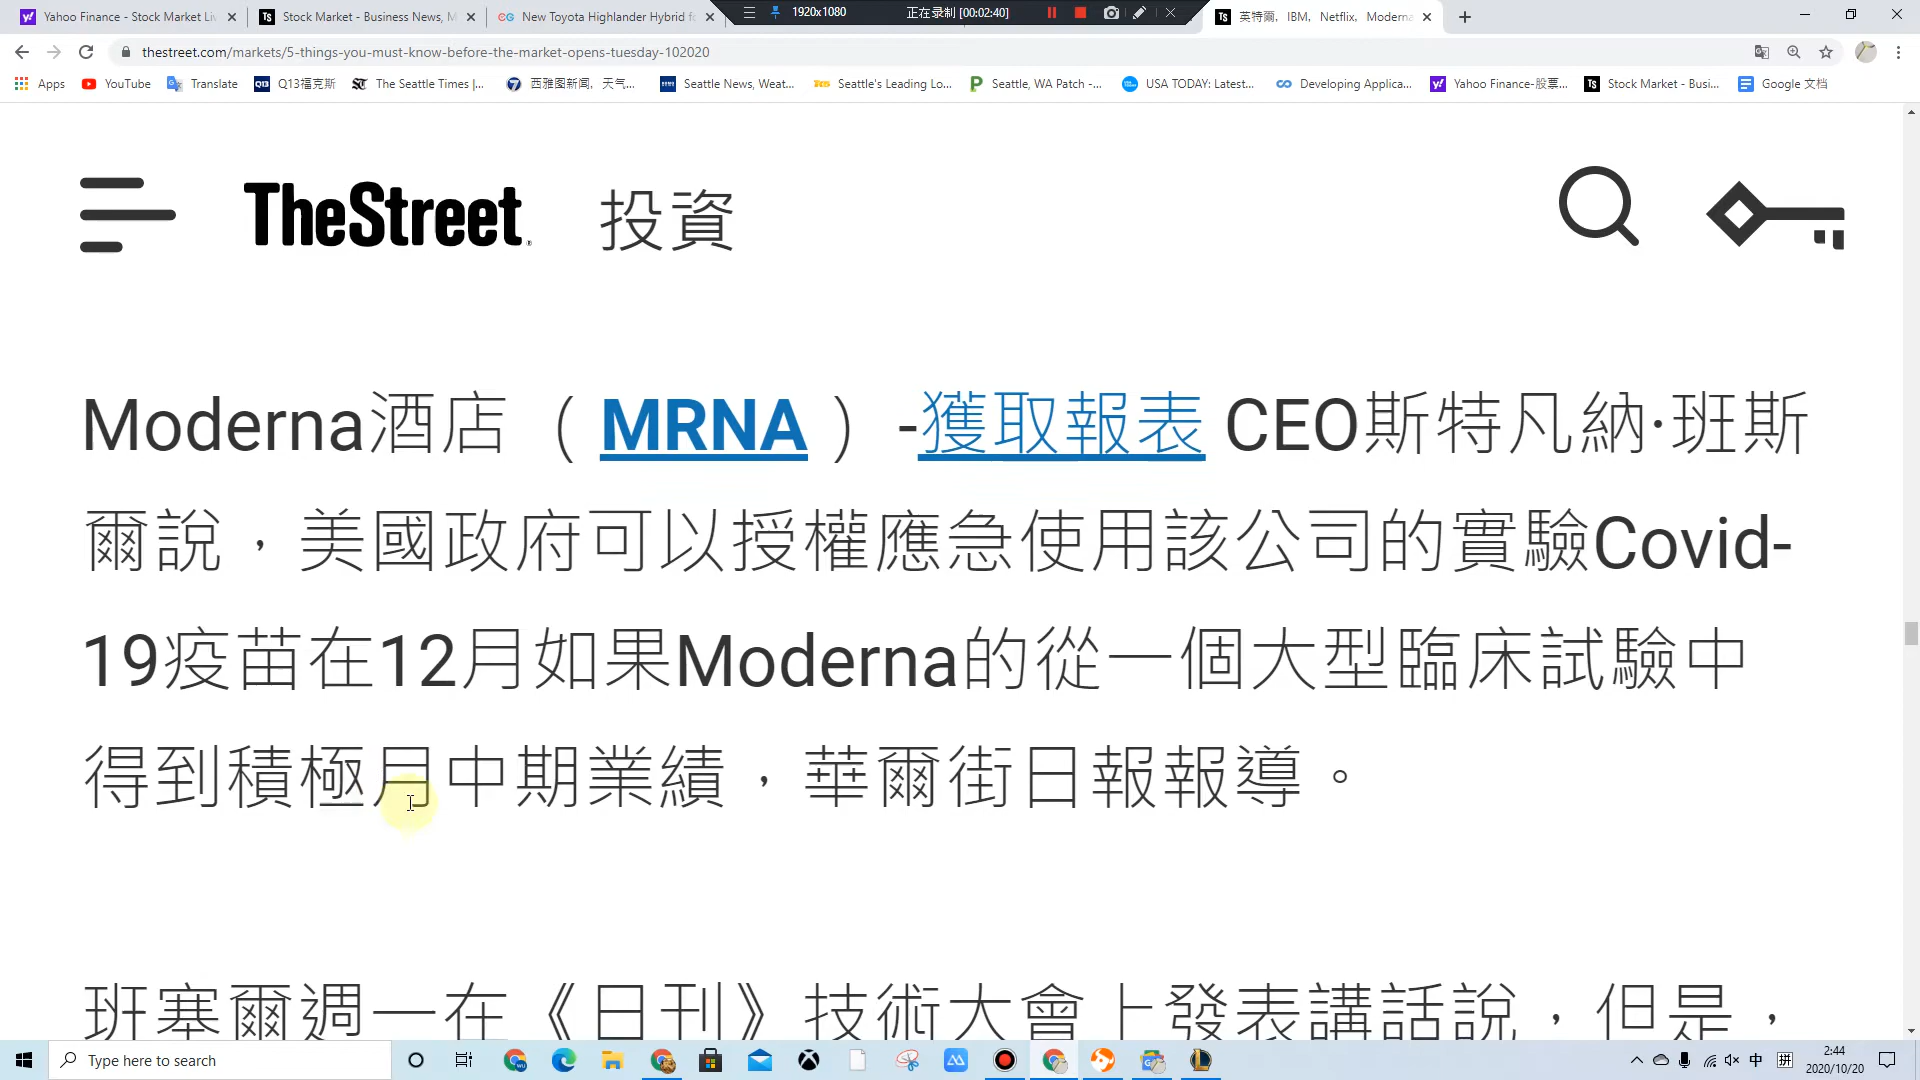 Yahoo Finance - Stock Market Li
Stock Market - Business News, M
New Toyota Highlander Hybrid f
1920x1080
正在录制 [00:02:40]
英特爾，IBM，Netflix，Moderna
thestreet.com/markets/5-things-you-must-know-before-the-market-opens-tuesday-102020
Apps
YouTube
Translate
Q13福克斯
The Seattle Times |...
西雅图新闻，天气...
Seattle News, Weat...
Seattle's Leading Lo...
Seattle, WA Patch -...
USA TODAY: Latest...
Developing Applica...
Yahoo Finance-股票...
Stock Market - Busi...
Google 文档
TheStreet 投資
Moderna酒店（MRNA）-獲取報表 CEO斯特凡納·班斯
爾說，美國政府可以授權應急使用該公司的實驗Covid-
19疫苗在12月如果Moderna的從一個大型臨床試驗中
得到積極月中期業績，華爾街日報報導。
班塞爾週一在《日刊》技術大會上發表講話說，但是，
Type here to search
中
拼
2:44
2020/10/20